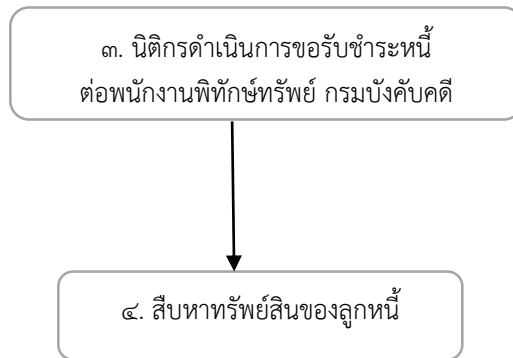 ๓. นิติกรดำเนินการขอรับชำระหนี้
ต่อพนักงานพิทักษ์ทรัพย์ กรมบังคับคดี
๔. สืบหาทรัพย์สินของลูกหนี้